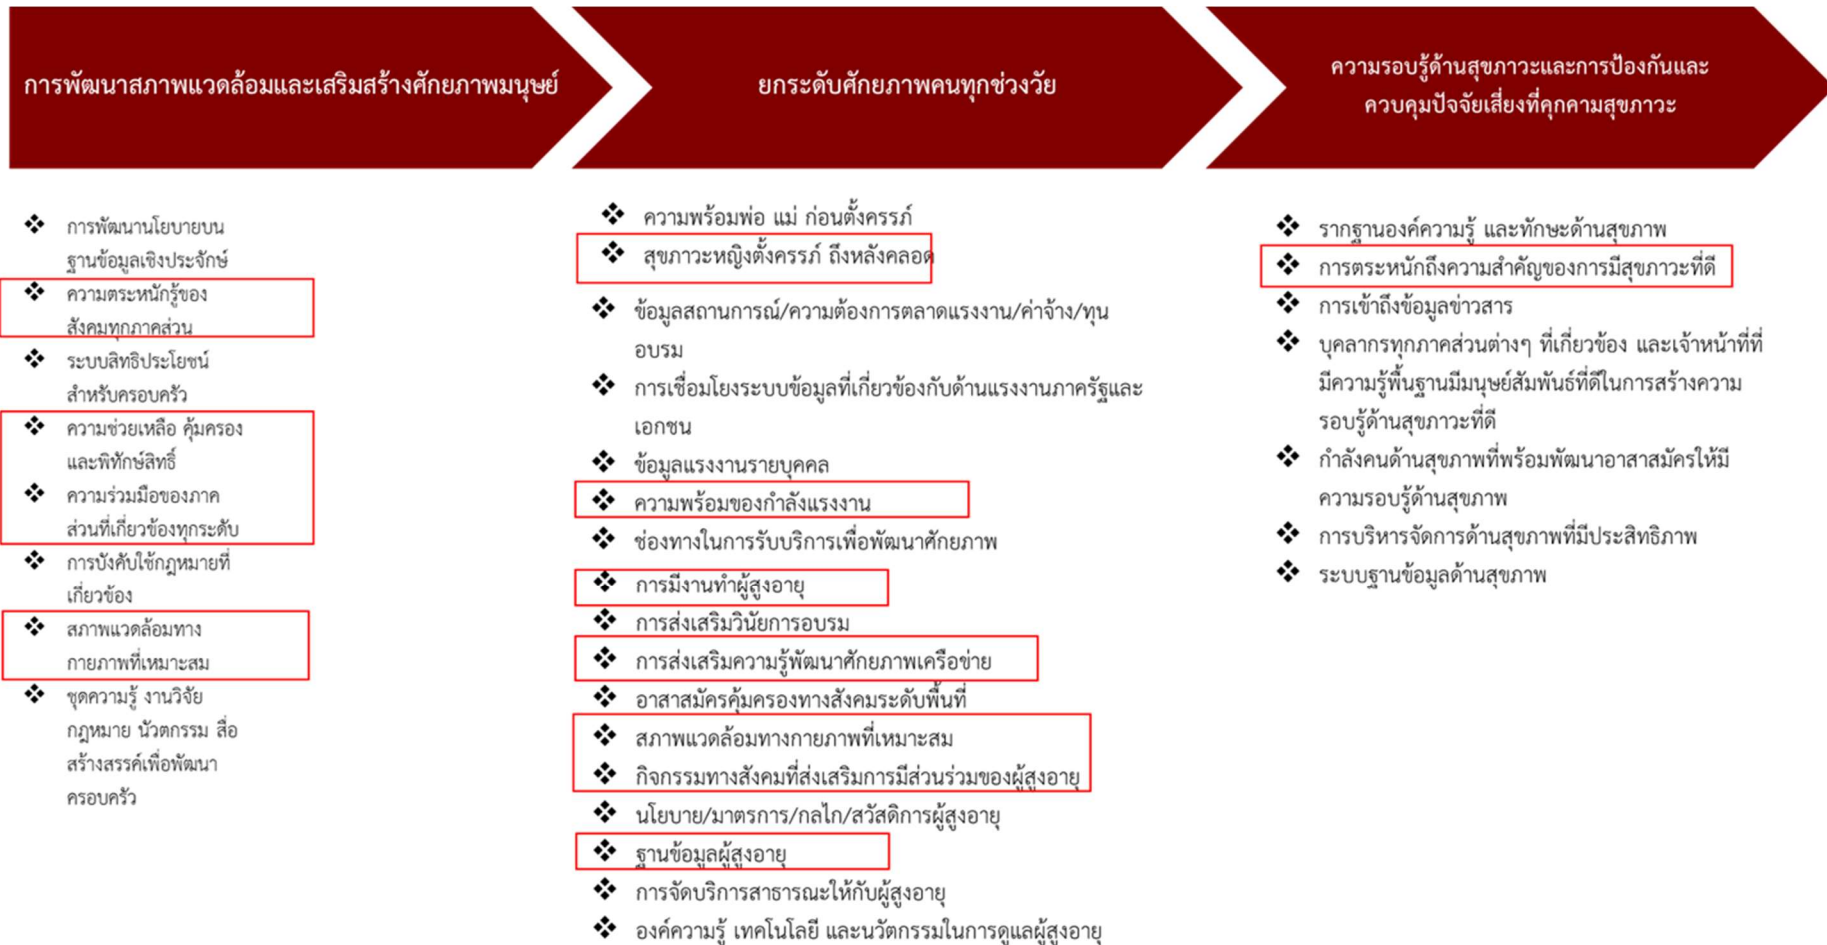 การพัฒนาสภาพแวดล้อมและเสริมสร้างศักยภาพมนุษย์
ยกระดับศักยภาพคนทุกช่วงวัย
ความรอบรู้ด้านสุขภาวะและการป้องกันและ
ควบคุมปัจจัยเสี่ยงที่คุกคามสุขภาวะ
❖ การพัฒนานโยบายบน
ฐานข้อมูลเชิงประจักษ์
❖ ความตระหนักรู้ของ
สังคมทุกภาคส่วน
❖ ระบบสิทธิประโยชน์
สำหรับครอบครัว
❖ ความช่วยเหลือ คุ้มครอง
และพิทักษ์สิทธิ์
❖ ความร่วมมือของภาค
ส่วนที่เกี่ยวข้องทุกระดับ
❖ การบังคับใช้กฎหมายที่
เกี่ยวข้อง
❖ สภาพแวดล้อมทาง
กายภาพที่เหมาะสม
❖ ชุดความรู้ งานวิจัย
กฎหมาย นัวตกรรม สื่อ
สร้างสรรค์เพื่อพัฒนา
ครอบครัว
❖ ความพร้อมพ่อ แม่ ก่อนตั้งครรภ์
❖ สุขภาวะหญิงตั้งครรภ์ ถึงหลังคลอด
❖ ข้อมูลสถานการณ์/ความต้องการตลาดแรงงาน/ค่าจ้าง/ทุน
อบรม
❖ การเชื่อมโยงระบบข้อมูลที่เกี่ยวข้องกับด้านแรงงานภาครัฐและ
เอกชน
❖ ข้อมูลแรงงานรายบุคคล
❖ ความพร้อมของกำลังแรงงาน
❖ ช่องทางในการรับบริการเพื่อพัฒนาศักยภาพ
❖ การมีงานทำผู้สูงอายุ
❖ การส่งเสริมวินัยการอบรม
❖ การส่งเสริมความรู้พัฒนาศักยภาพเครือข่าย
❖ อาสาสมัครคุ้มครองทางสังคมระดับพื้นที่
❖ สภาพแวดล้อมทางกายภาพที่เหมาะสม
❖ กิจกรรมทางสังคมที่ส่งเสริมการมีส่วนร่วมของผู้สูงอายุ
❖ นโยบาย/มาตรการ/กลไก/สวัสดิการผู้สูงอายุ
❖ ฐานข้อมูลผู้สูงอายุ
❖ การจัดบริการสาธารณะให้กับผู้สูงอายุ
❖ องค์ความรู้ เทคโนโลยี และนวัตกรรมในการดูแลผู้สูงอายุ
❖ รากฐานองค์ความรู้ และทักษะด้านสุขภาพ
❖ การตระหนักถึงความสำคัญของการมีสุขภาวะที่ดี
❖ การเข้าถึงข้อมูลข่าวสาร
❖ บุคลากรทุกภาคส่วนต่างๆ ที่เกี่ยวข้อง และเจ้าหน้าที่ที่
มีความรู้พื้นฐานมีมนุษย์สัมพันธ์ที่ดีในการสร้างความ
รอบรู้ด้านสุขภาวะที่ดี
❖ กำลังคนด้านสุขภาพที่พร้อมพัฒนาอาสาสมัครให้มี
ความรอบรู้ด้านสุขภาพ
❖ การบริหารจัดการด้านสุขภาพที่มีประสิทธิภาพ
❖ ระบบฐานข้อมูลด้านสุขภาพ